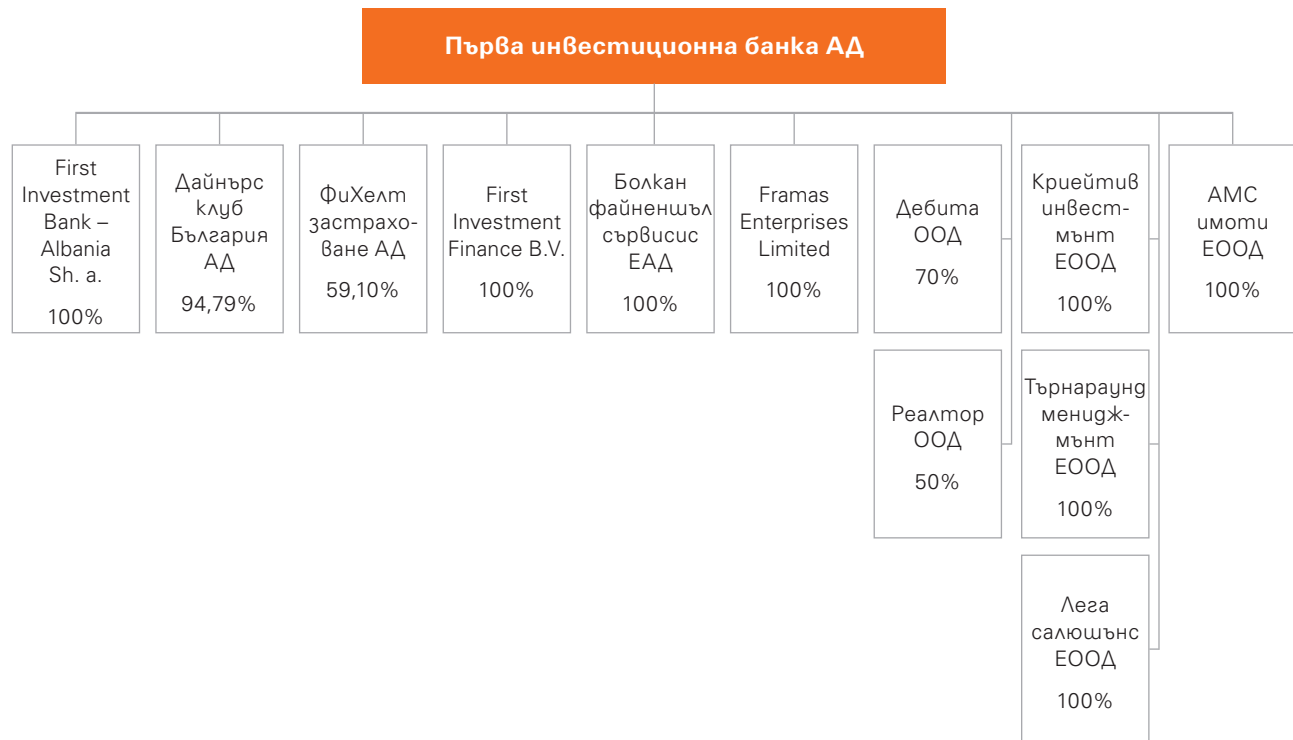 Първа инвестиционна банка АД
First
Investment
Bank –
Albania
Sh. a.
100%
Дайнърс
клуб
България
АД
94,79%
ФиХелт
застрахо-
ване АД
59,10%
First
Investment
Finance B.V.
100%
Болкан
файненшъл
сървисис
ЕАД
100%
Framas
Enterprises
Limited
100%
Дебита
ООД
70%
Криейтив
инвест-
мънт
ЕООД
100%
АМС
имоти
ЕООД
100%
Реалтор
ООД
50%
Търнараунд
мениджа-
мънт
ЕООД
100%
Лега
салюшънс
ЕООД
100%